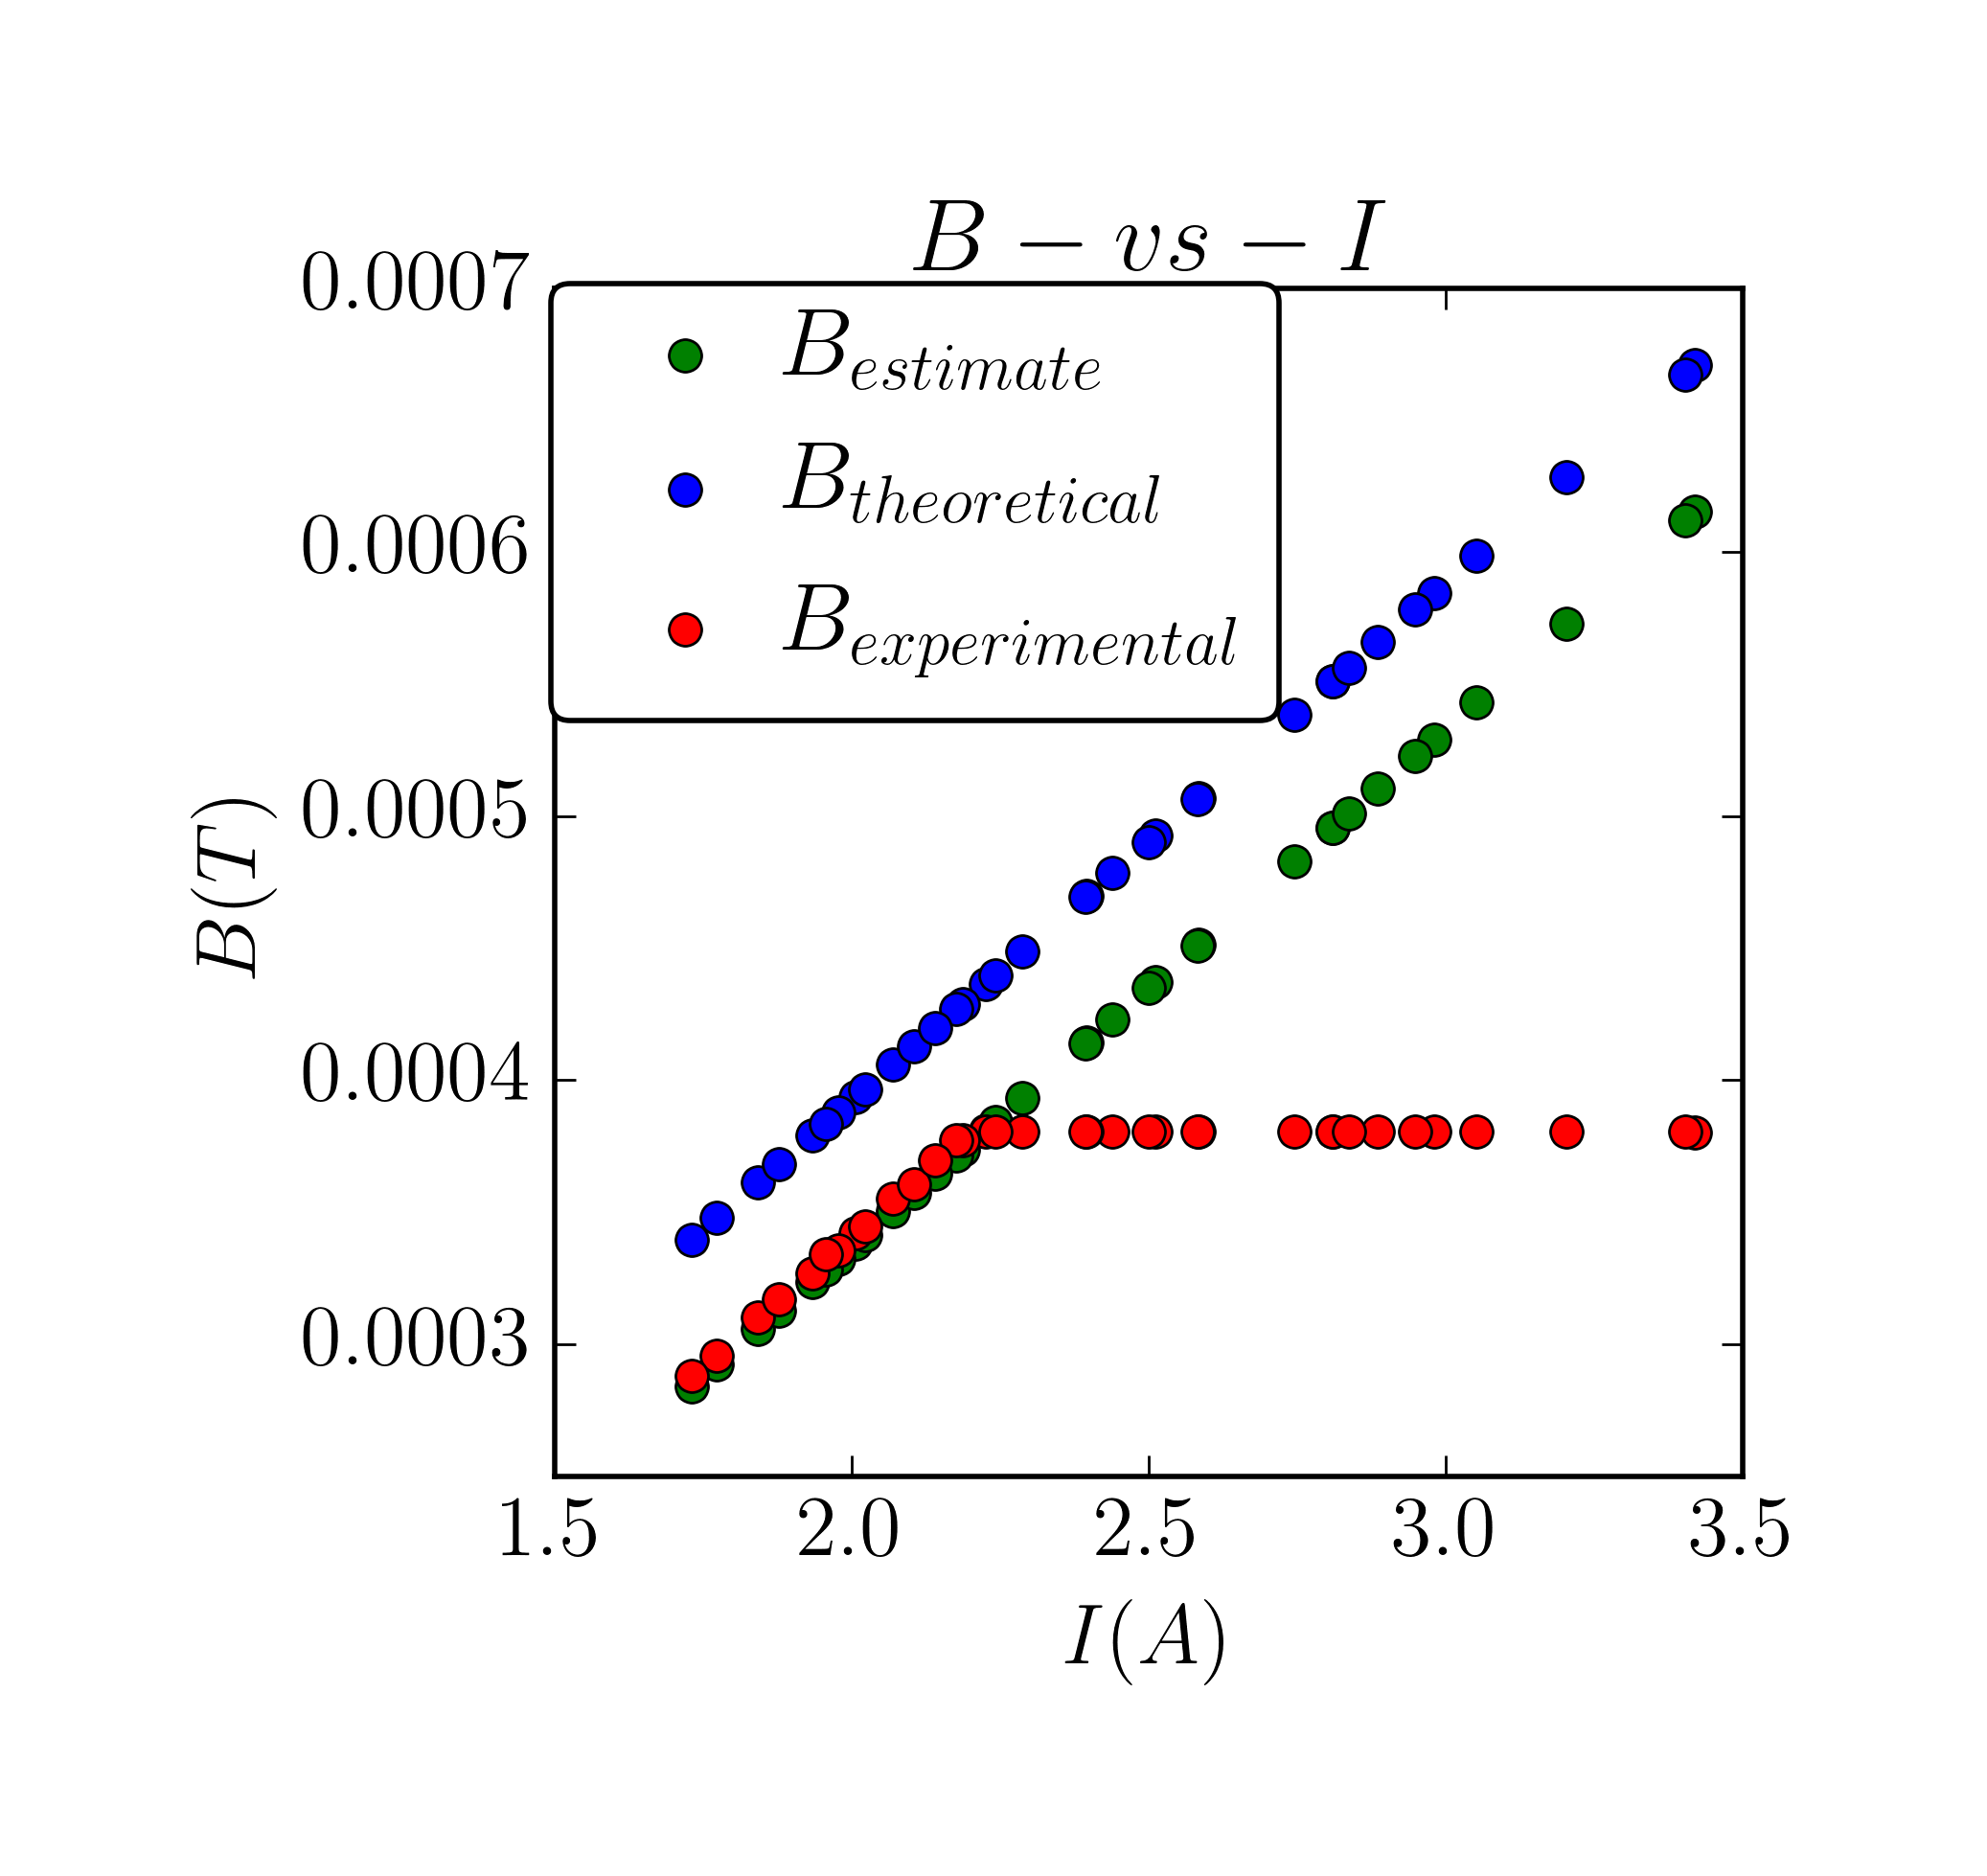 B − vs − I
0.0007
0.0006
0.0005
0.0004
0.0003
B(T)
B_estimate
B_theoretical
B_experimental
1.5 2.0 2.5 3.0 3.5
I(A)